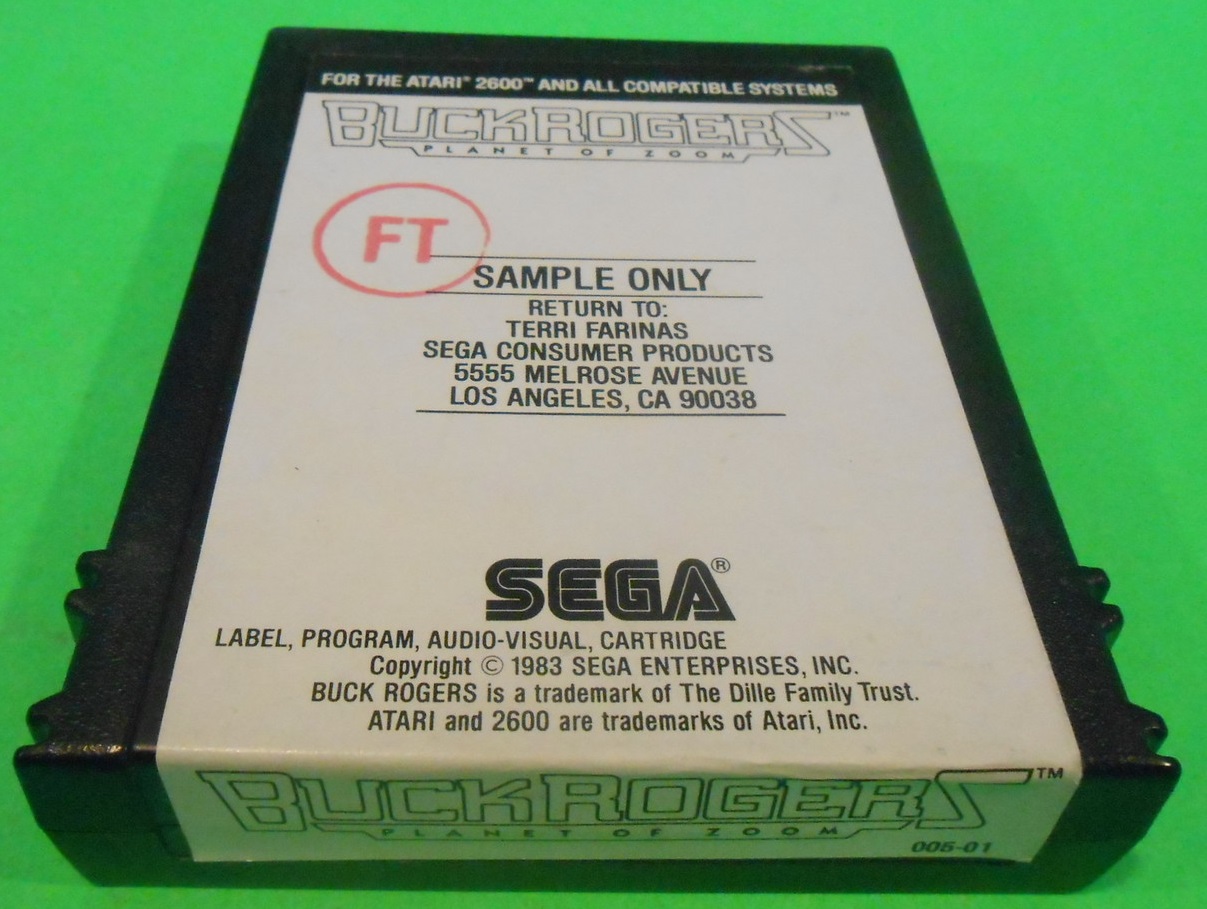 FOR THE ATARI® 2600™ AND ALL COMPATIBLE SYSTEMS
BUCK ROGERS™
PLANET OF ZOOM
FT
SAMPLE ONLY
RETURN TO:
TERRI FARINAS
SEGA CONSUMER PRODUCTS
5555 MELROSE AVENUE
LOS ANGELES, CA 90038
SEGA®
LABEL, PROGRAM, AUDIO-VISUAL, CARTRIDGE
Copyright © 1983 SEGA ENTERPRISES, INC.
BUCK ROGERS is a trademark of The Dille Family Trust.
ATARI and 2600 are trademarks of Atari, Inc.
BUCK ROGERS™
PLANET OF ZOOM
005-01